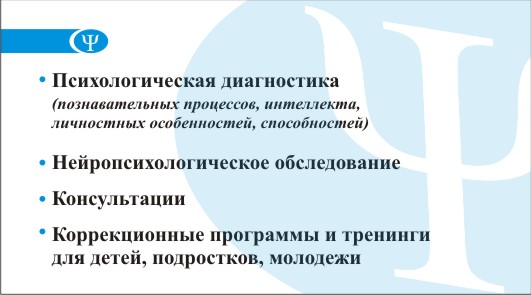 Ψ
• Психологическая диагностика
(познавательных процессов, интеллекта,
личностных особенностей, способностей)
• Нейропсихологическое обследование
• Консультации
• Коррекционные программы и тренинги
для детей, подростков, молодежи